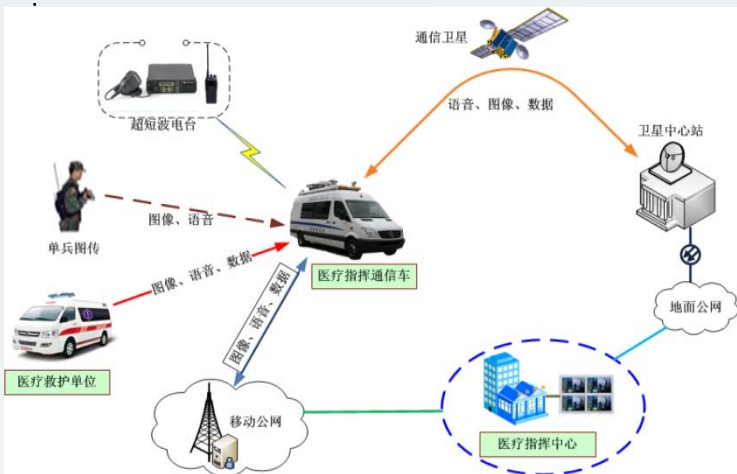 通信卫星
语音、图像、数据
卫星中心站
超短波电台
图像、语音
单兵图传
图像、语音、数据
医疗指挥通信车
图像、语音、数据
地面公网
医疗救护单位
移动公网
医疗指挥中心